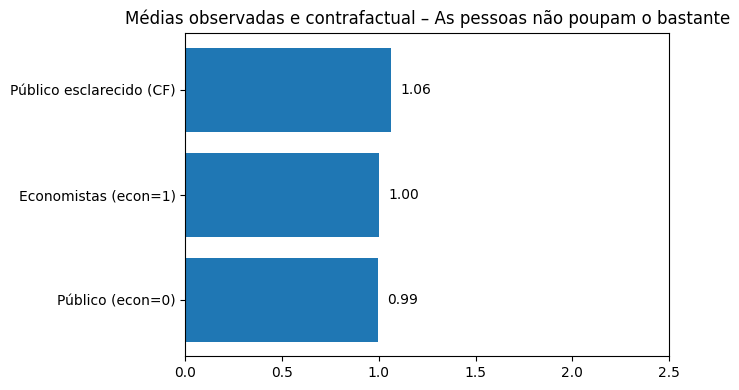 Médias observadas e contrafactual – As pessoas não poupam o bastante
Público esclarecido (CF)
1.06
Economistas (econ=1)
1.00
Público (econ=0)
0.99
0.0 0.5 1.0 1.5 2.0 2.5